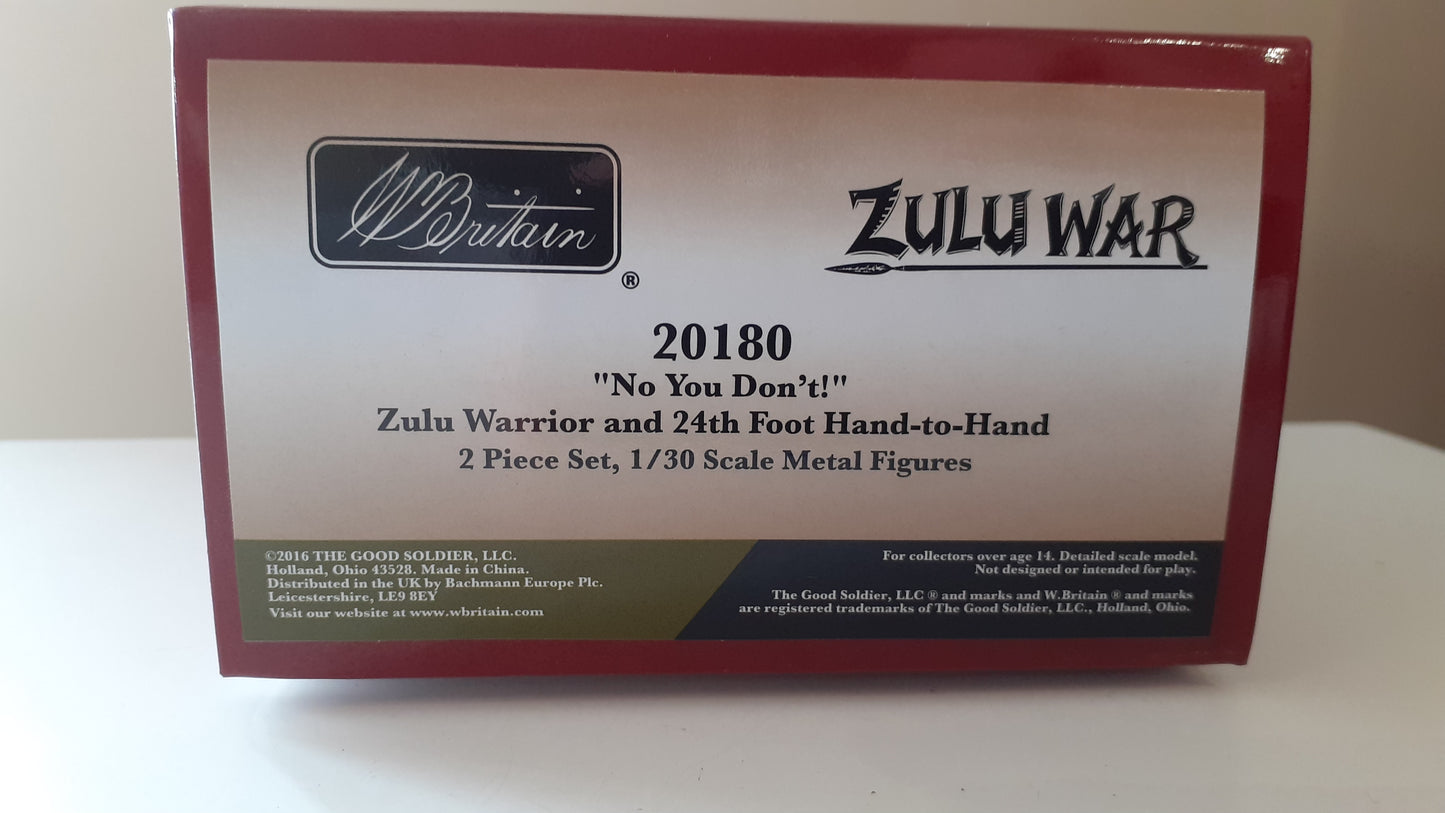 WM Britain
®
ZULU WAR
20180
"No You Don’t!"
Zulu Warrior and 24th Foot Hand-to-Hand
2 Piece Set, 1/30 Scale Metal Figures
©2016 THE GOOD SOLDIER, LLC.
Holland, Ohio 43528. Made in China.
Distributed in the UK by Bachmann Europe Plc.
Leicestershire, LE9 8EY
Visit our website at www.wbritain.com
For collectors over age 14. Detailed scale model.
Not designed or intended for play.
The Good Soldier, LLC ® and marks and W.Britain ® and marks
are registered trademarks of The Good Soldier, LLC., Holland, Ohio.